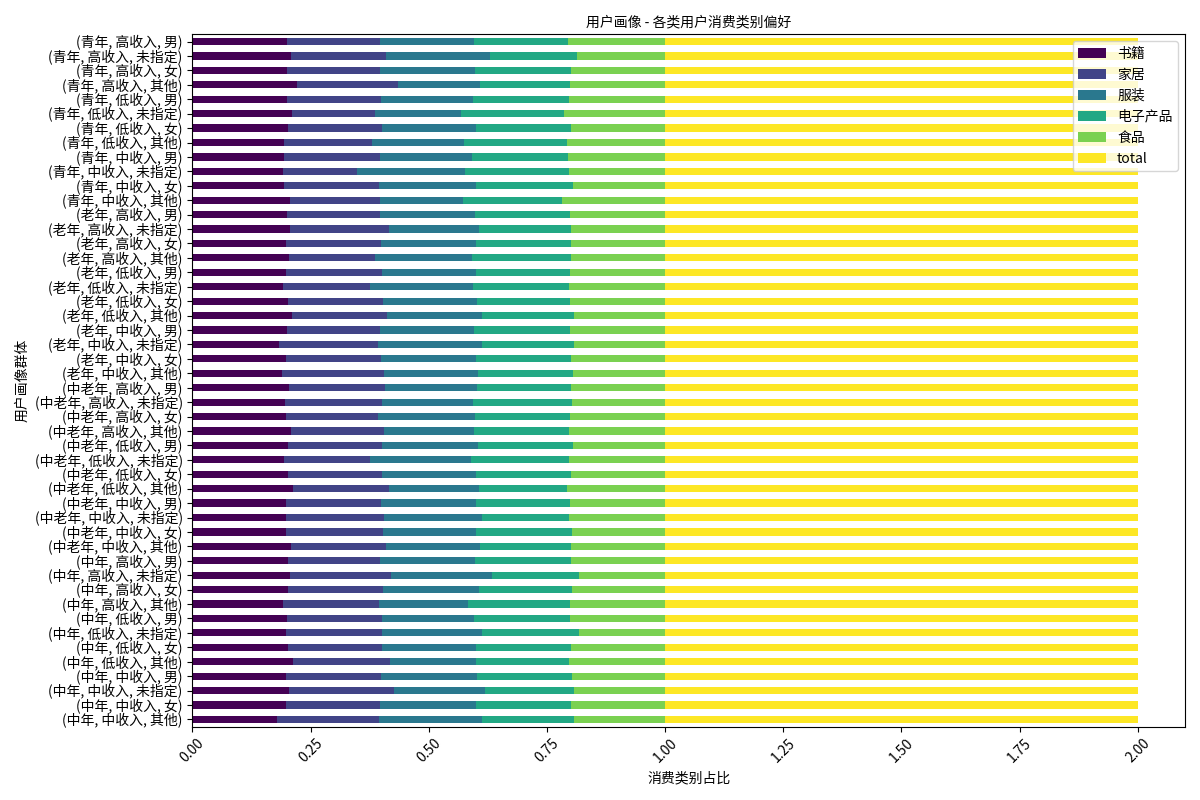 用户画像 - 各类用户消费类别偏好
(青年, 高收入, 男)
(青年, 高收入, 未指定)
(青年, 高收入, 女)
(青年, 高收入, 其他)
(青年, 低收入, 男)
(青年, 低收入, 未指定)
(青年, 低收入, 女)
(青年, 低收入, 其他)
(青年, 中收入, 男)
(青年, 中收入, 未指定)
(青年, 中收入, 女)
(青年, 中收入, 其他)
(老年, 高收入, 男)
(老年, 高收入, 未指定)
(老年, 高收入, 女)
(老年, 高收入, 其他)
(老年, 低收入, 男)
(老年, 低收入, 未指定)
(老年, 低收入, 女)
(老年, 低收入, 其他)
(老年, 中收入, 男)
(老年, 中收入, 未指定)
(老年, 中收入, 女)
(老年, 中收入, 其他)
(中老年, 高收入, 男)
(中老年, 高收入, 未指定)
(中老年, 高收入, 女)
(中老年, 高收入, 其他)
(中老年, 低收入, 男)
(中老年, 低收入, 未指定)
(中老年, 低收入, 女)
(中老年, 低收入, 其他)
(中老年, 中收入, 男)
(中老年, 中收入, 未指定)
(中老年, 中收入, 女)
(中老年, 中收入, 其他)
(中年, 高收入, 男)
(中年, 高收入, 未指定)
(中年, 高收入, 女)
(中年, 高收入, 其他)
(中年, 低收入, 男)
(中年, 低收入, 未指定)
(中年, 低收入, 女)
(中年, 低收入, 其他)
(中年, 中收入, 男)
(中年, 中收入, 未指定)
(中年, 中收入, 女)
(中年, 中收入, 其他)
用户画像群体
书籍
家居
服装
电子产品
食品
total
0.00 0.25 0.50 0.75 1.00 1.25 1.50 1.75 2.00
消费类别占比